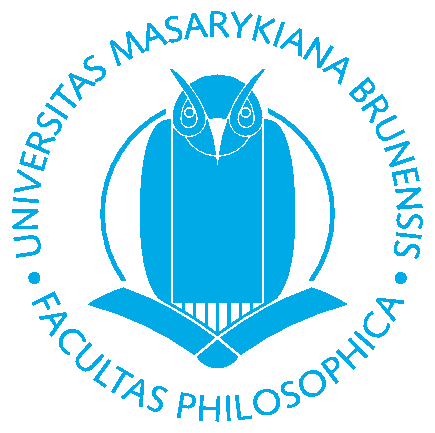 UNIVERSITAS MASARYKIANA BRUNENSIS
• FACULTAS PHILOSOPHICA •